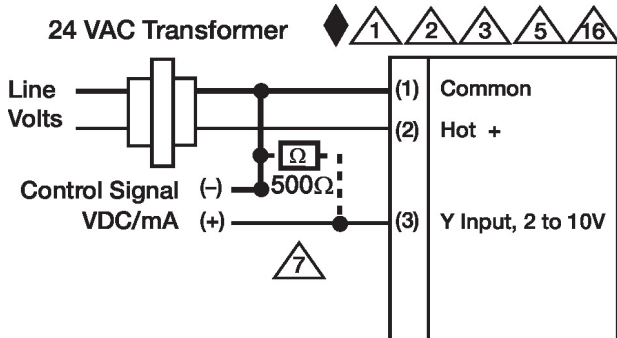 24 VAC Transformer
1 2 3 5 16
Line
Volts
(1) Common
(2) Hot +
Ω
500Ω
Control Signal (-)
VDC/mA (+)
(3) Y Input, 2 to 10V
7